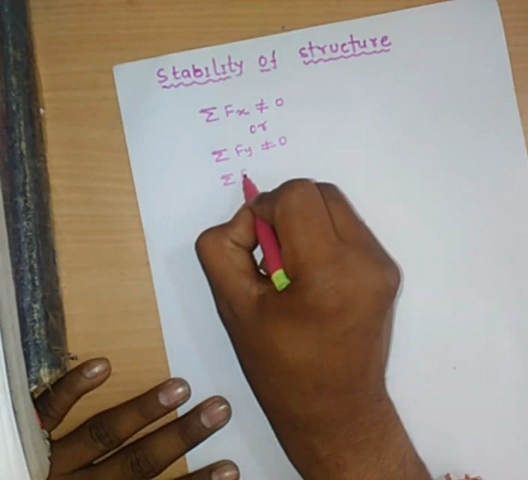 Stability of structure
Σ Fx ≠ 0
or
Σ Fy ≠ 0
Σ